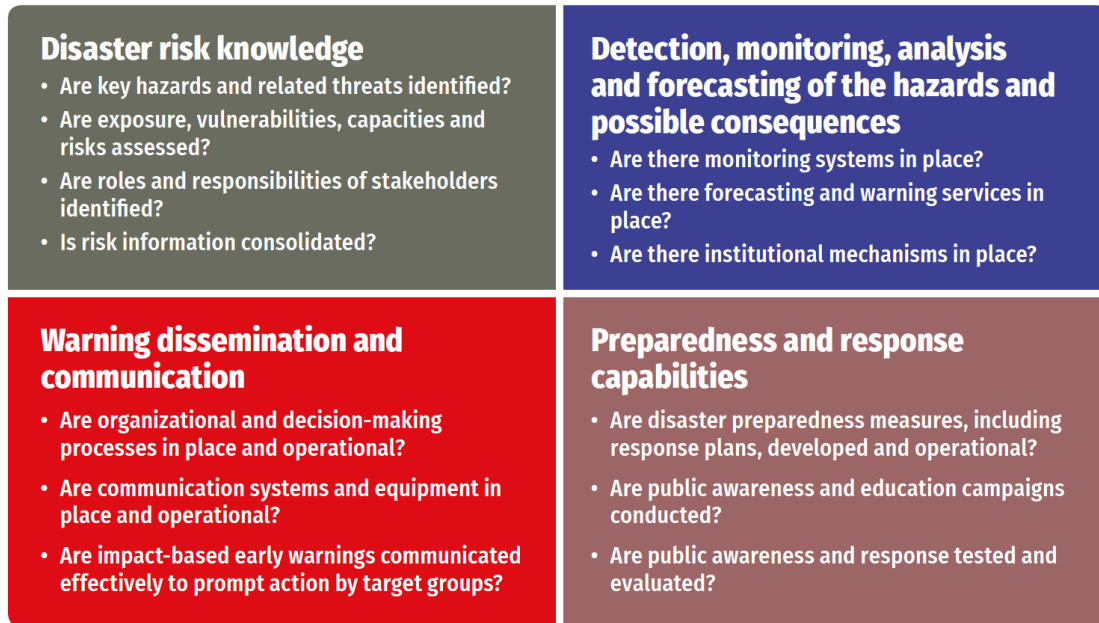 Disaster risk knowledge
• Are key hazards and related threats identified?
• Are exposure, vulnerabilities, capacities and
risks assessed?
• Are roles and responsibilities of stakeholders
identified?
• Is risk information consolidated?
Detection, monitoring, analysis
and forecasting of the hazards and
possible consequences
• Are there monitoring systems in place?
• Are there forecasting and warning services in
place?
• Are there institutional mechanisms in place?
Warning dissemination and
communication
• Are organizational and decision-making
processes in place and operational?
• Are communication systems and equipment in
place and operational?
• Are impact-based early warnings communicated
effectively to prompt action by target groups?
Preparedness and response
capabilities
• Are disaster preparedness measures, including
response plans, developed and operational?
• Are public awareness and education campaigns
conducted?
• Are public awareness and response tested and
evaluated?